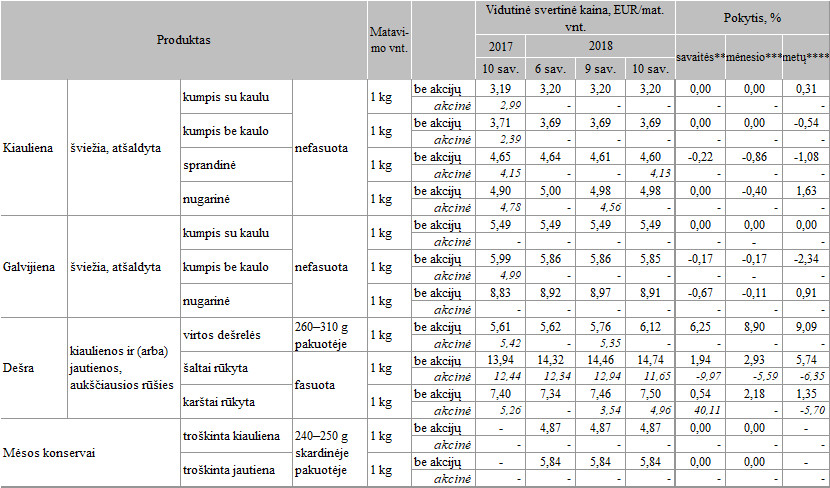 Produktas Matavi-mo vnt. Vidutinė svertinė kaina, EUR/mat. vnt. Pokytis, %
2017 2018 savaitės** mėnesio*** metų****
10 sav. 6 sav. 9 sav. 10 sav.
Kiauliena šviežia, atšaldyta kumpis su kaulu nefasuota 1 kg be akcijų 3,19 3,20 3,20 3,20 0,00 0,00 0,31
akcinė 2,99 - - - - - -
kumpis be kaulo 1 kg be akcijų 3,71 3,69 3,69 3,69 0,00 0,00 -0,54
akcinė 2,39 - - - - - -
sprandinė 1 kg be akcijų 4,65 4,64 4,61 4,60 -0,22 -0,86 -1,08
akcinė 4,15 - - 4,13 - - -
nugarinė 1 kg be akcijų 4,90 5,00 4,98 4,98 0,00 -0,40 1,63
akcinė 4,78 - 4,56 - - - -
Galvijiena šviežia, atšaldyta kumpis su kaulu nefasuota 1 kg be akcijų 5,49 5,49 5,49 5,49 0,00 0,00 0,00
akcinė - - - - - - -
kumpis be kaulo 1 kg be akcijų 5,99 5,86 5,86 5,85 -0,17 -0,17 -2,34
akcinė 4,99 - - - - - -
nugarinė 1 kg be akcijų 8,83 8,92 8,97 8,91 -0,67 -0,11 0,91
akcinė - - - - - - -
Dešra kiaulienos ir (arba) jautienos, aukščiausios rūšies virtos dešrelės 260–310 g pakuotėje 1 kg be akcijų 5,61 5,62 5,76 6,12 6,25 8,90 9,09
akcinė 5,42 - 5,35 - - - -
šaltai rūkyta fasuota 1 kg be akcijų 13,94 14,32 14,46 14,74 1,94 2,93 5,74
akcinė 12,44 12,34 12,94 11,65 -9,97 -5,59 -6,35
karštai rūkyta 1 kg be akcijų 7,40 7,34 7,46 7,50 0,54 2,18 1,35
akcinė 5,26 - 3,54 4,96 40,11 - -5,70
Mėsos konservai troškinta kiauliena 240–250 g skardinėje pakuotėje 1 kg be akcijų - 4,87 4,87 4,87 0,00 0,00 -
akcinė - - - - - - -
troškinta jautiena 1 kg be akcijų - 5,84 5,84 5,84 0,00 0,00 -
akcinė - - - - - - -